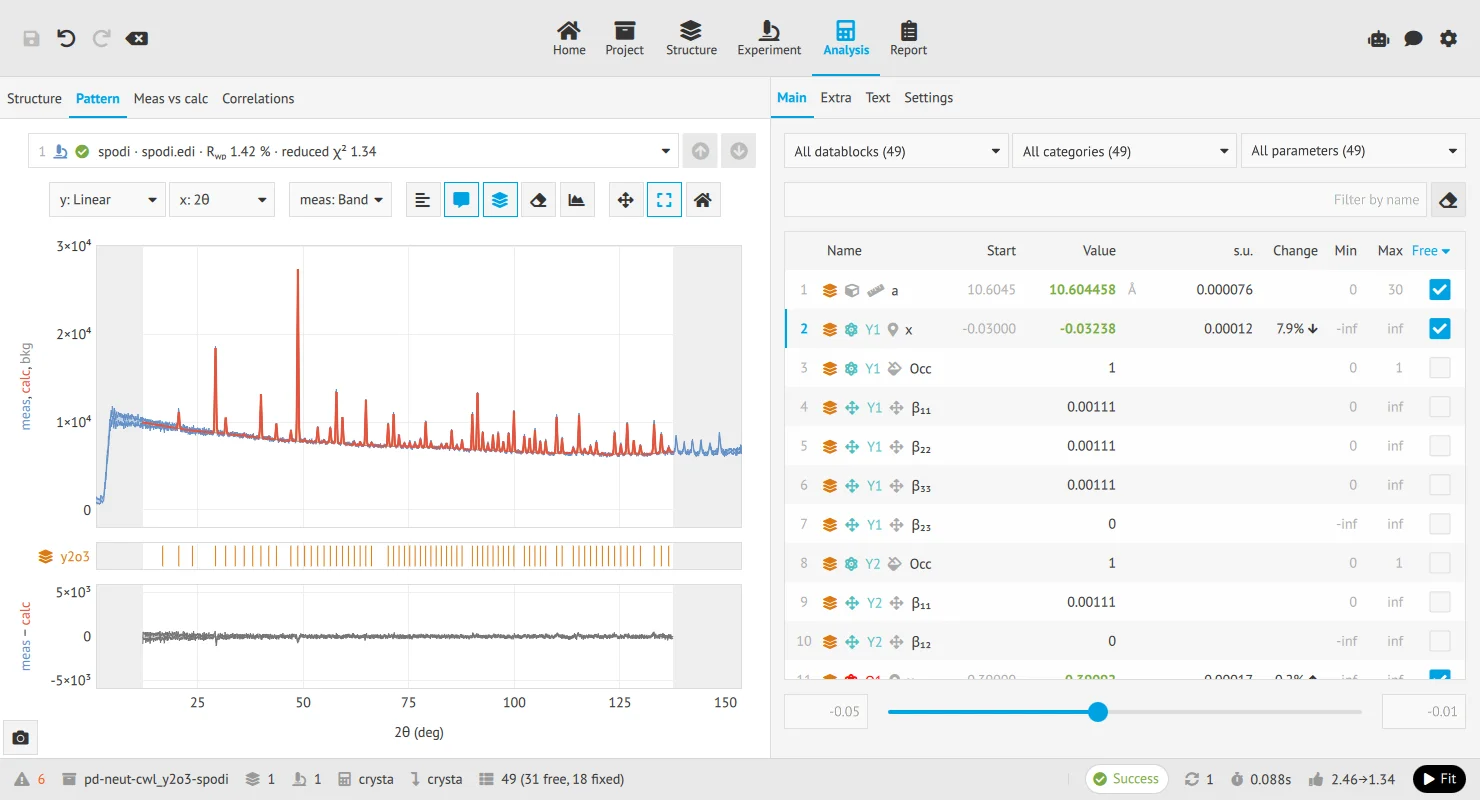 Home
Project
Structure
Experiment
Analysis
Report
Structure Pattern Meas vs calc Correlations
Main Extra Text Settings
1 spodi · spodi.edi · Rwp 1.42 % · reduced χ² 1.34
All datablocks (49)
All categories (49)
All parameters (49)
y: Linear
x: 2θ
meas: Band
Filter by name
Name Start Value s.u. Change Min Max Free
1 a 10.6045 10.604458 Å 0.000076 0 30
2 Y1 x -0.03000 -0.03238 0.00012 7.9% -inf inf
3 Y1 Occ 1 0 1
4 Y1 β₁₁ 0.00111 0 inf
5 Y1 β₂₂ 0.00111 0 inf
6 Y1 β₃₃ 0.00111 0 inf
7 Y1 β₂₃ 0 -inf inf
8 Y2 Occ 1 0 1
9 Y2 β₁₁ 0.00111 0 inf
10 Y2 β₁₂ 0 -inf inf
-0.05
-0.01
3×10⁴
2×10⁴
1×10⁴
0
meas, calc, bkg
y2o3
5×10³
0
-5×10³
meas – calc
25 50 75 100 125 150
2θ (deg)
6 pd-neut-cwl_y2o3-spodi 1 1 crysta crysta 49 (31 free, 18 fixed)
Success 1 0.088s 2.46→1.34 Fit